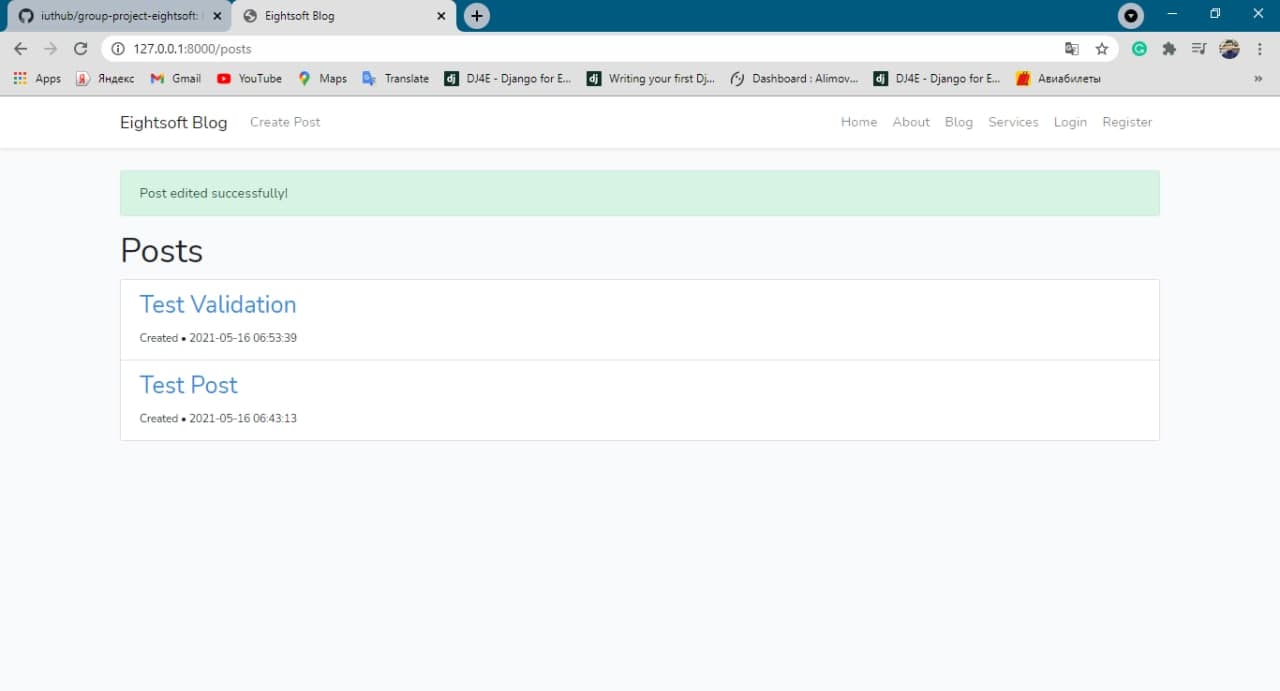 iuthub/group-project-eightsoft:
Eightsoft Blog
127.0.0.1:8000/posts
Apps Яндекс Gmail YouTube Maps Translate DJ4E - Django for E... Writing your first Dj... Dashboard : Alimov... DJ4E - Django for E... Авиабилеты
Eightsoft Blog Create Post Home About Blog Services Login Register
Post edited successfully!
Posts
Test Validation
Created • 2021-05-16 06:53:39
Test Post
Created • 2021-05-16 06:43:13